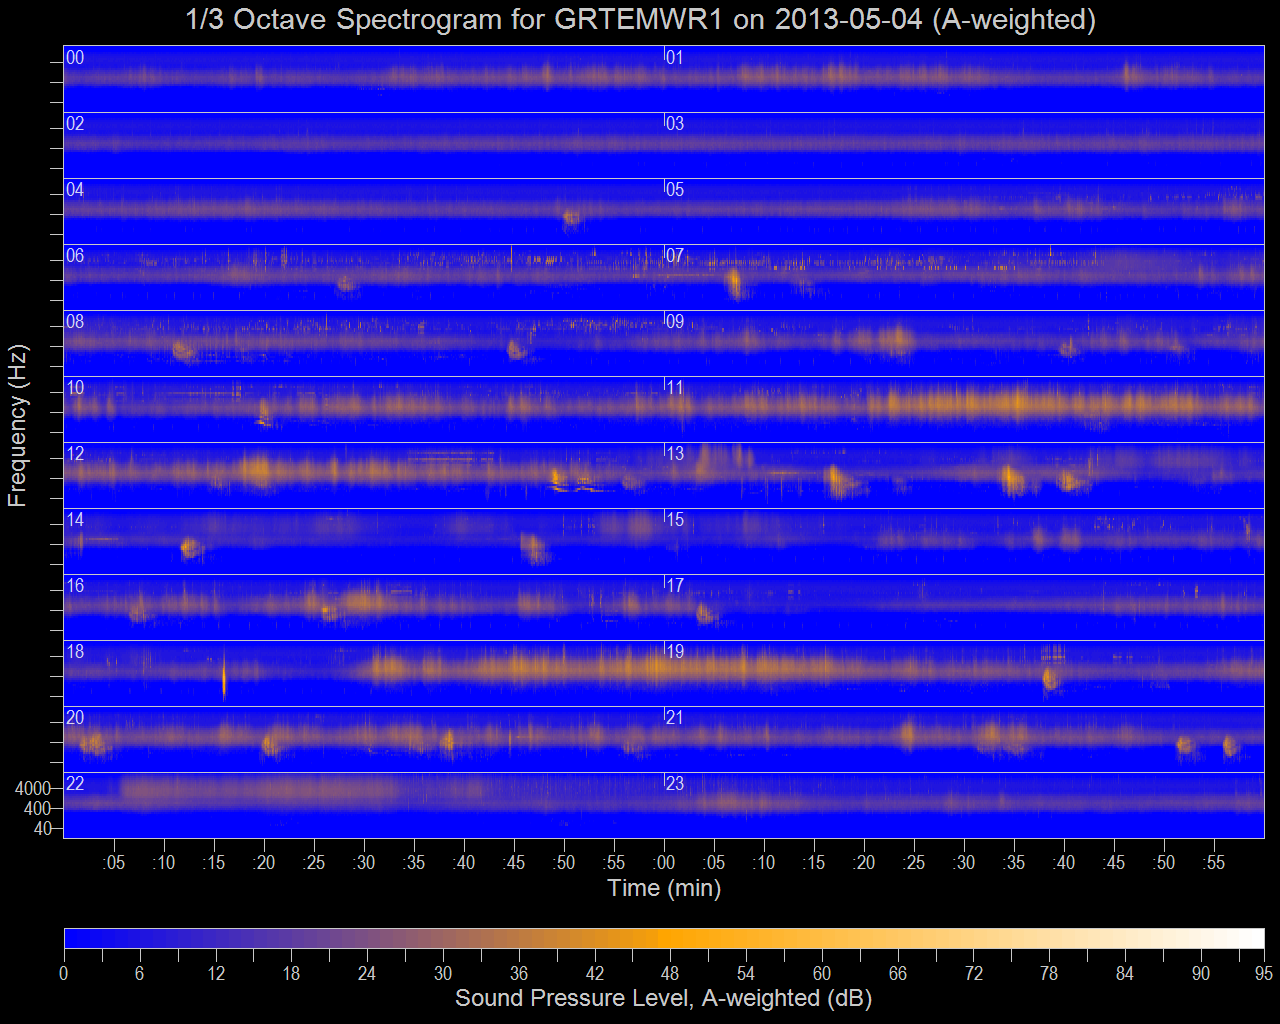 1/3 Octave Spectrogram for GRTEMWR1 on 2013-05-04 (A-weighted)
00 01
02 03
04 05
06 07
08 09
10 11
12 13
14 15
16 17
18 19
20 21
22 23
Frequency (Hz)
4000
400
40
:05 :10 :15 :20 :25 :30 :35 :40 :45 :50 :55 :00 :05 :10 :15 :20 :25 :30 :35 :40 :45 :50 :55
Time (min)
0 6 12 18 24 30 36 42 48 54 60 66 72 78 84 90 95
Sound Pressure Level, A-weighted (dB)